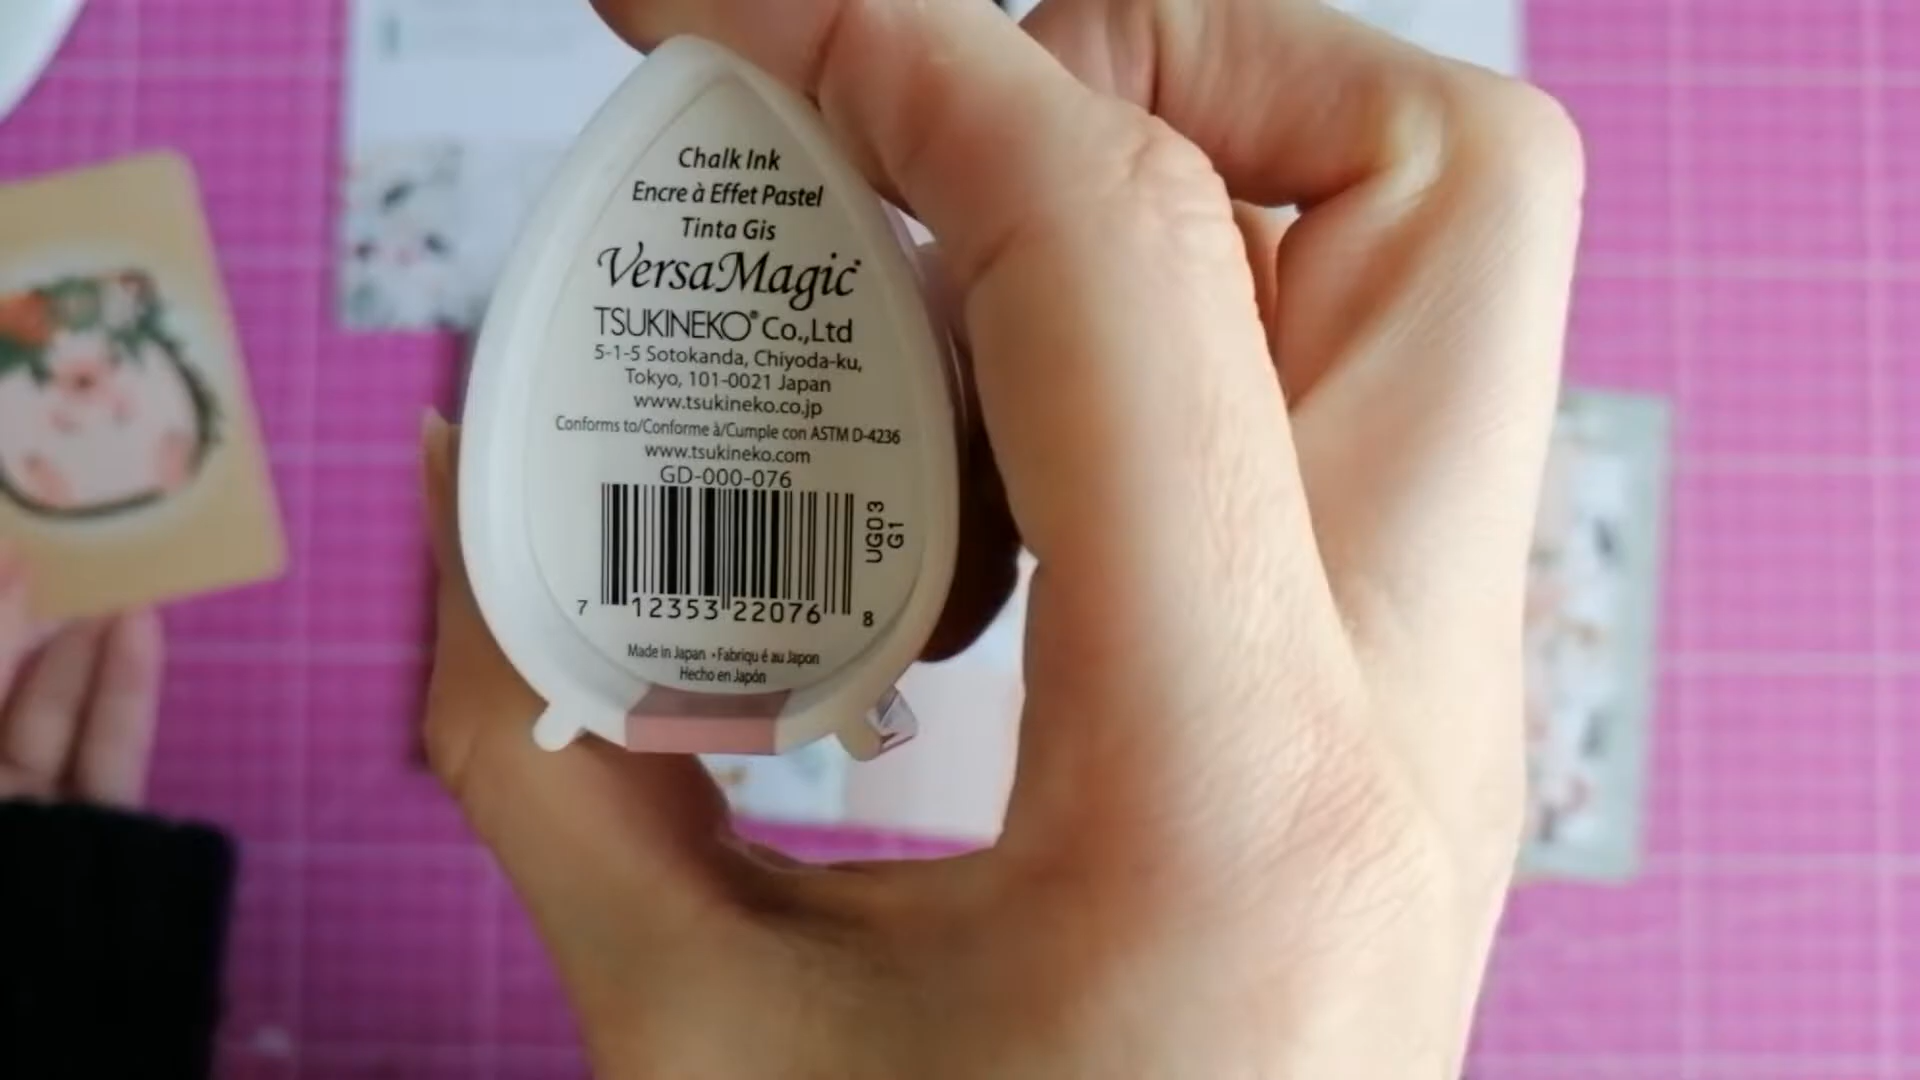 Chalk Ink
Encre à Effet Pastel
Tinta Gis
VersaMagic
TSUKINEKO® Co.,Ltd
5-1-5 Sotokanda, Chiyoda-ku,
Tokyo, 101-0021 Japan
www.tsukineko.co.jp
Conforms to/Conforme à/Cumple con ASTM D-4236
www.tsukineko.com
GD-000-076
UG03
G1
7 12353 22076 8
Made in Japan • Fabriqu é au Japon
Hecho en Japón